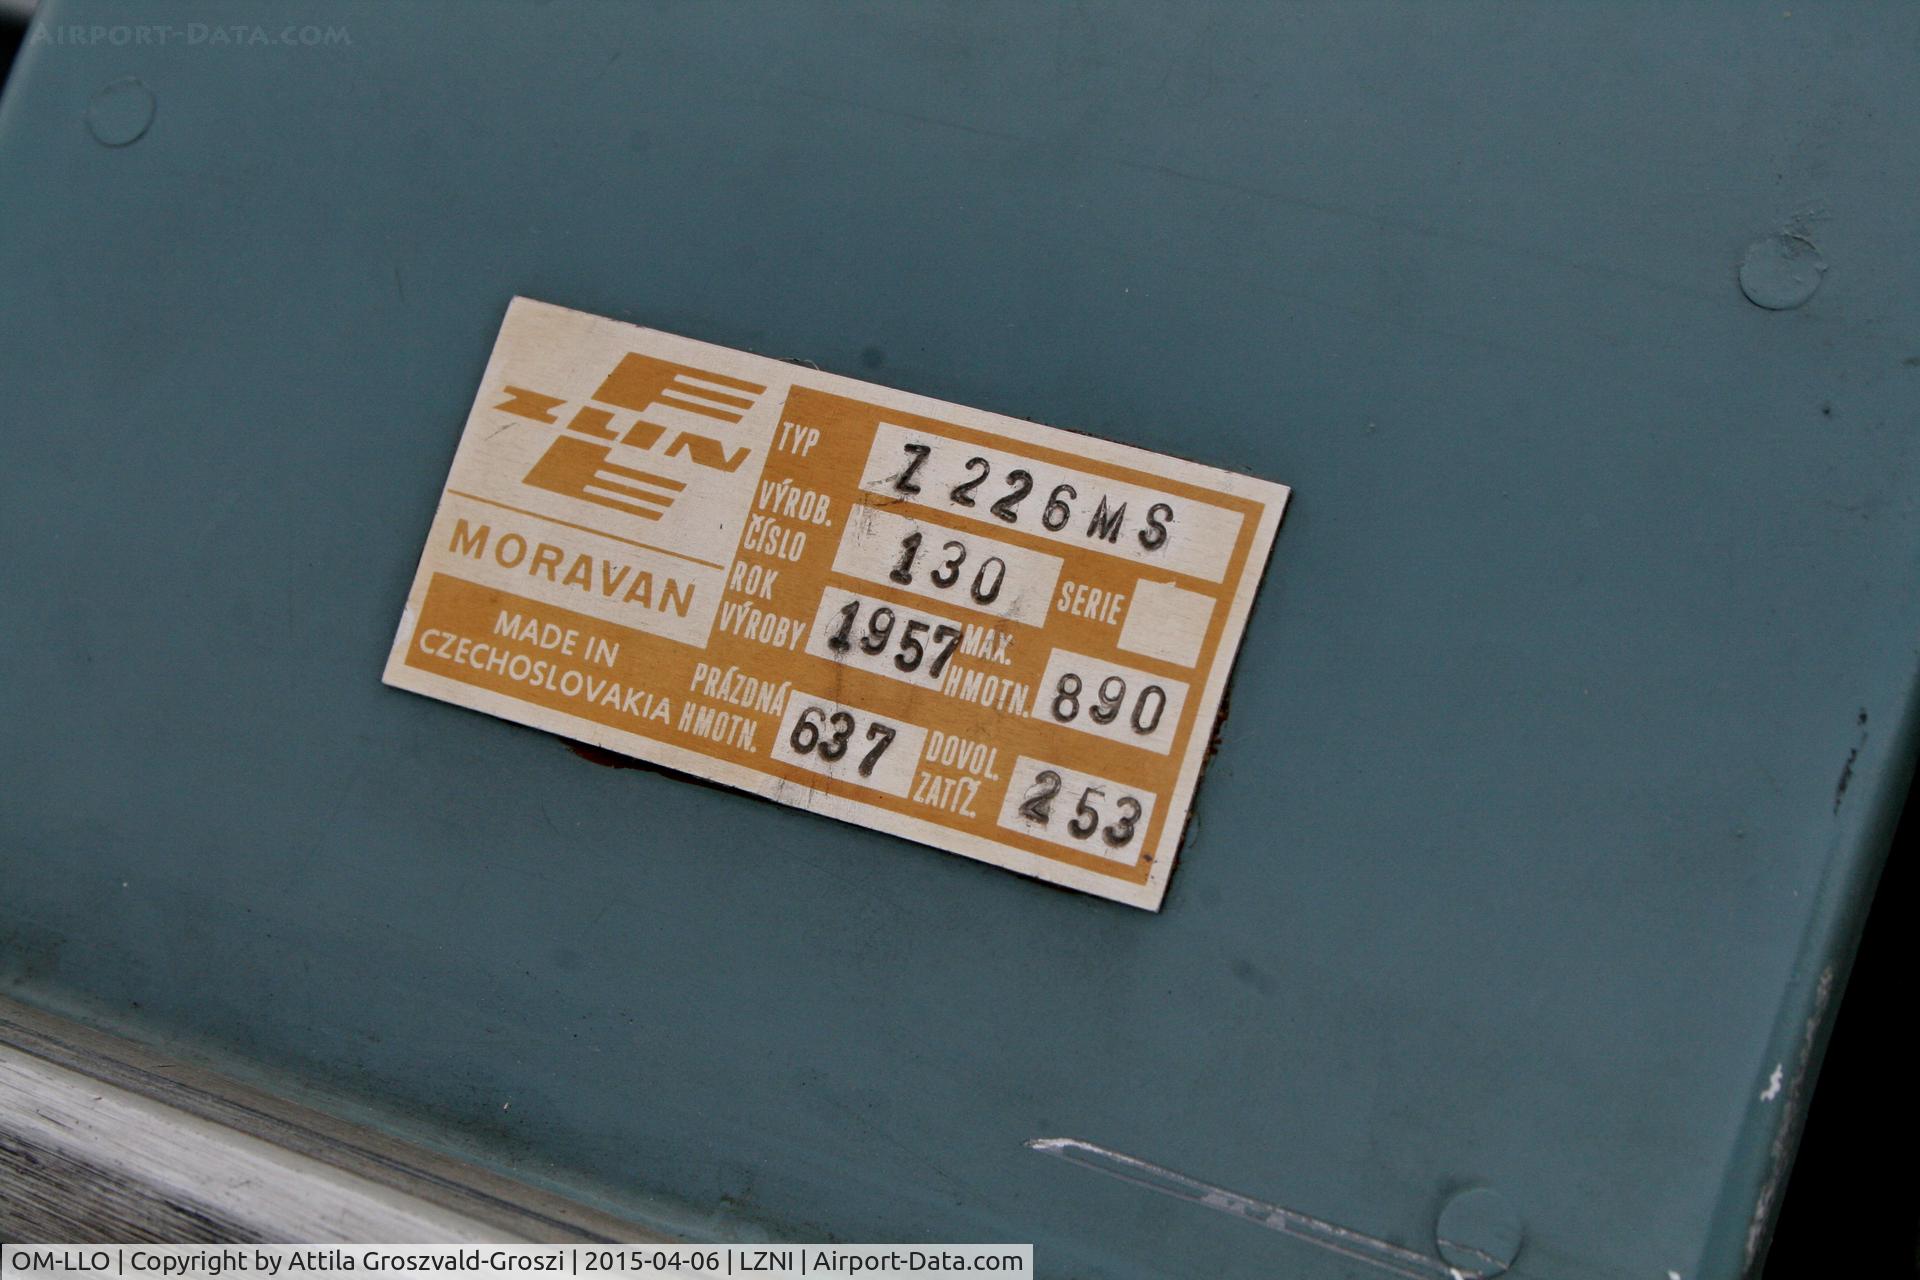 Airport-Data.com
ZLIN
MORAVAN
MADE IN
CZECHOSLOVAKIA
TYP Z 226 MS
VÝROB.
ČÍSLO 130 SERIE
ROK
VÝROBY 1957 MAX.
HMOTN. 890
PRÁZDNÁ
HMOTN. 637 DOVOL.
ZATÍŽ. 253
OM-LLO | Copyright by Attila Groszvald-Groszi | 2015-04-06 | LZNI | Airport-Data.com